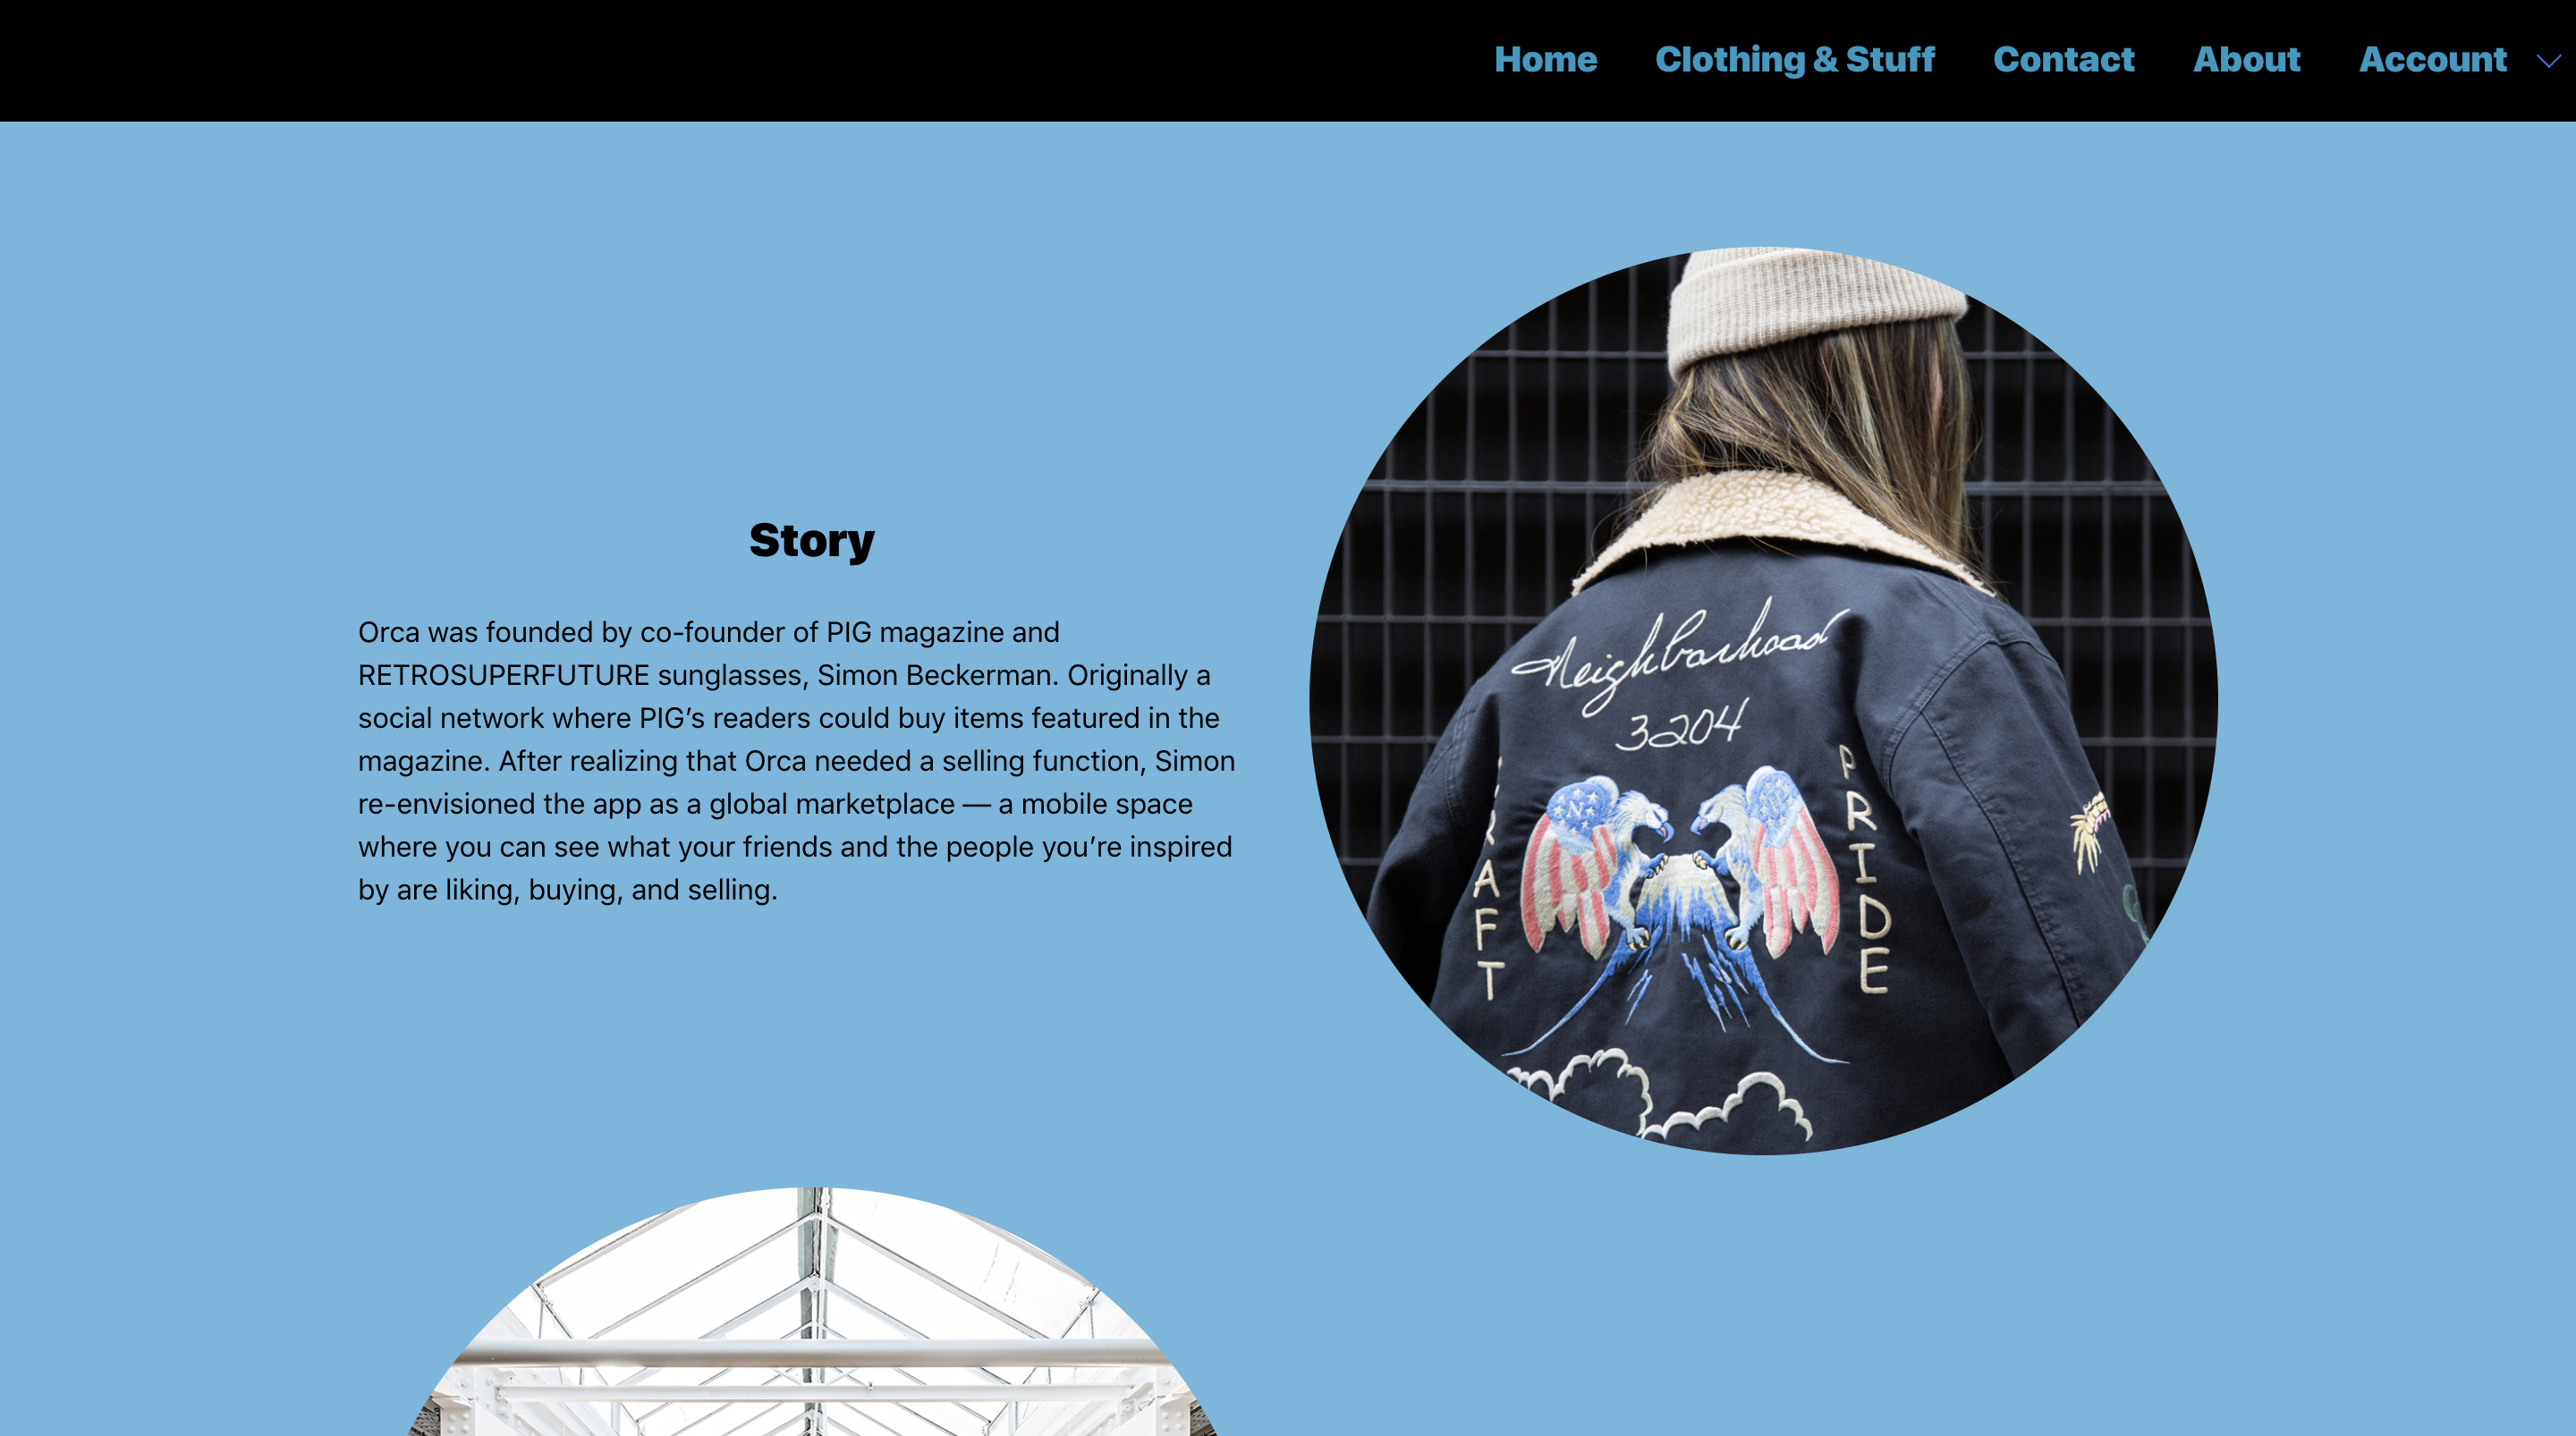 Home Clothing & Stuff Contact About Account
Story
Orca was founded by co-founder of PIG magazine and
RETROSUPERFUTURE sunglasses, Simon Beckerman. Originally a
social network where PIG’s readers could buy items featured in the
magazine. After realizing that Orca needed a selling function, Simon
re-envisioned the app as a global marketplace — a mobile space
where you can see what your friends and the people you’re inspired
by are liking, buying, and selling.
Neighborhood
3204
N
PRIDE